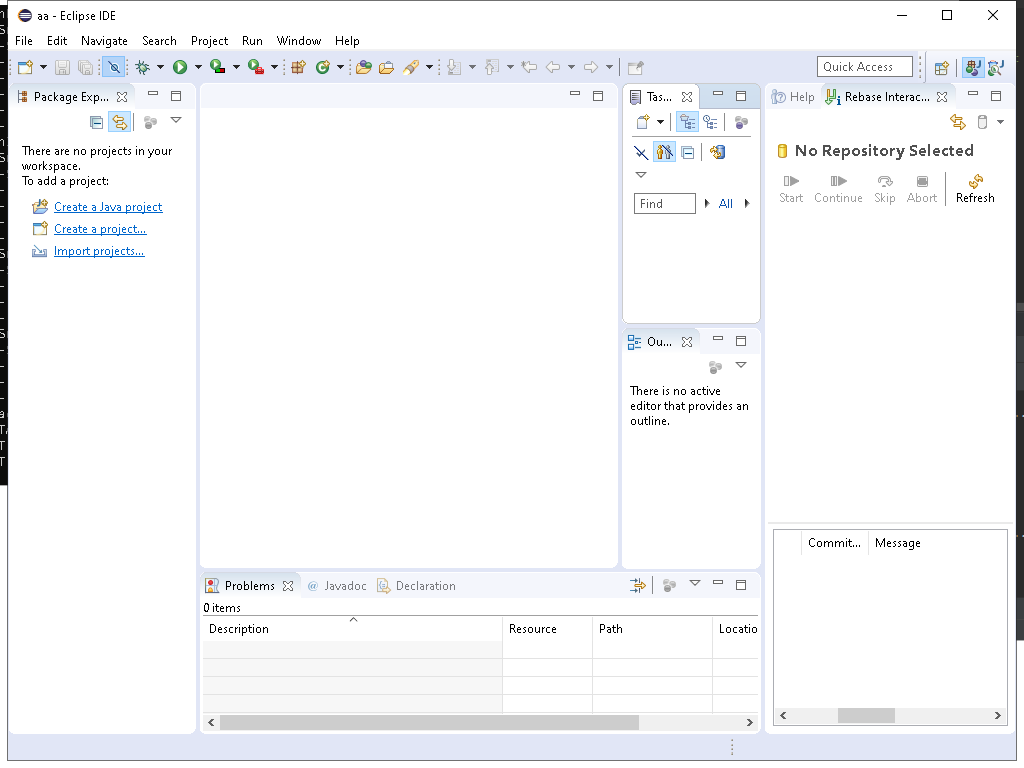 aa - Eclipse IDE
File Edit Navigate Search Project Run Window Help
Quick Access
Package Exp...
There are no projects in your
workspace.
To add a project:
Create a Java project
Create a project...
Import projects...
Tas...
Find
All
Ou...
There is no active
editor that provides an
outline.
Help
Rebase Interac...
No Repository Selected
Start Continue Skip Abort Refresh
Commit... Message
Problems @ Javadoc Declaration
0 items
Description Resource Path Locatio